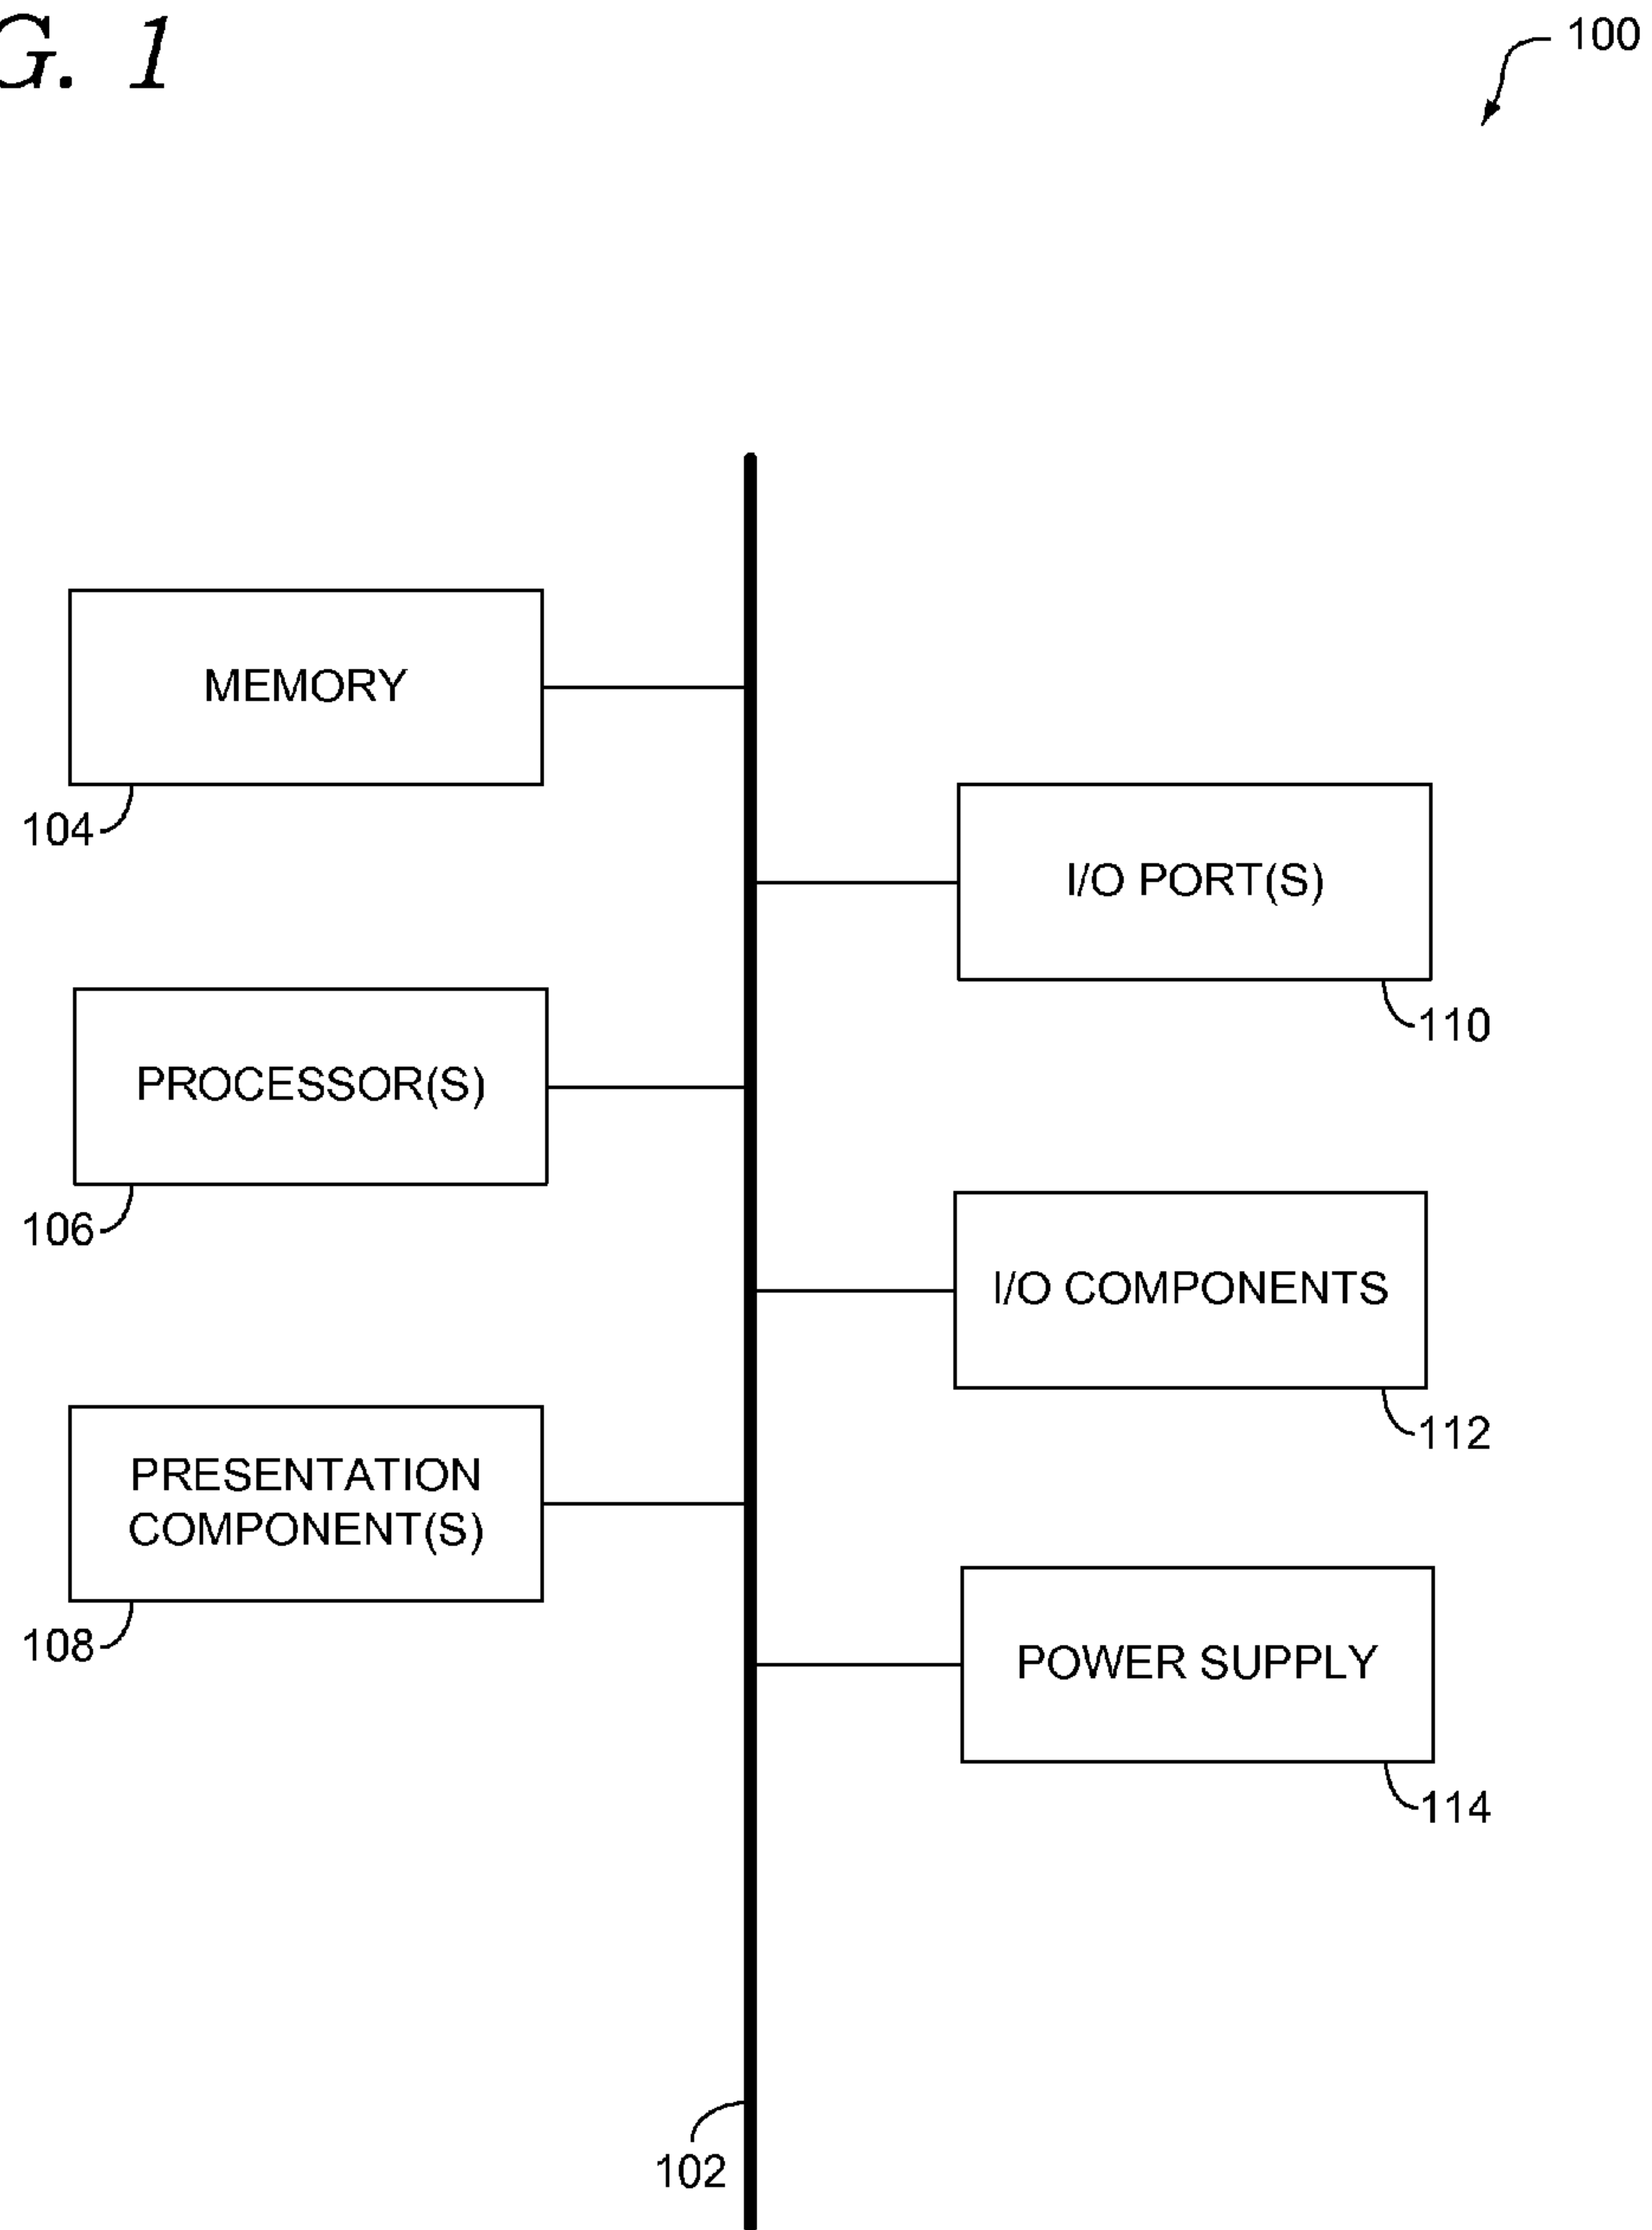 G. 1
100
MEMORY
104
I/O PORT(S)
110
PROCESSOR(S)
106
I/O COMPONENTS
112
PRESENTATION
COMPONENT(S)
108
POWER SUPPLY
114
102